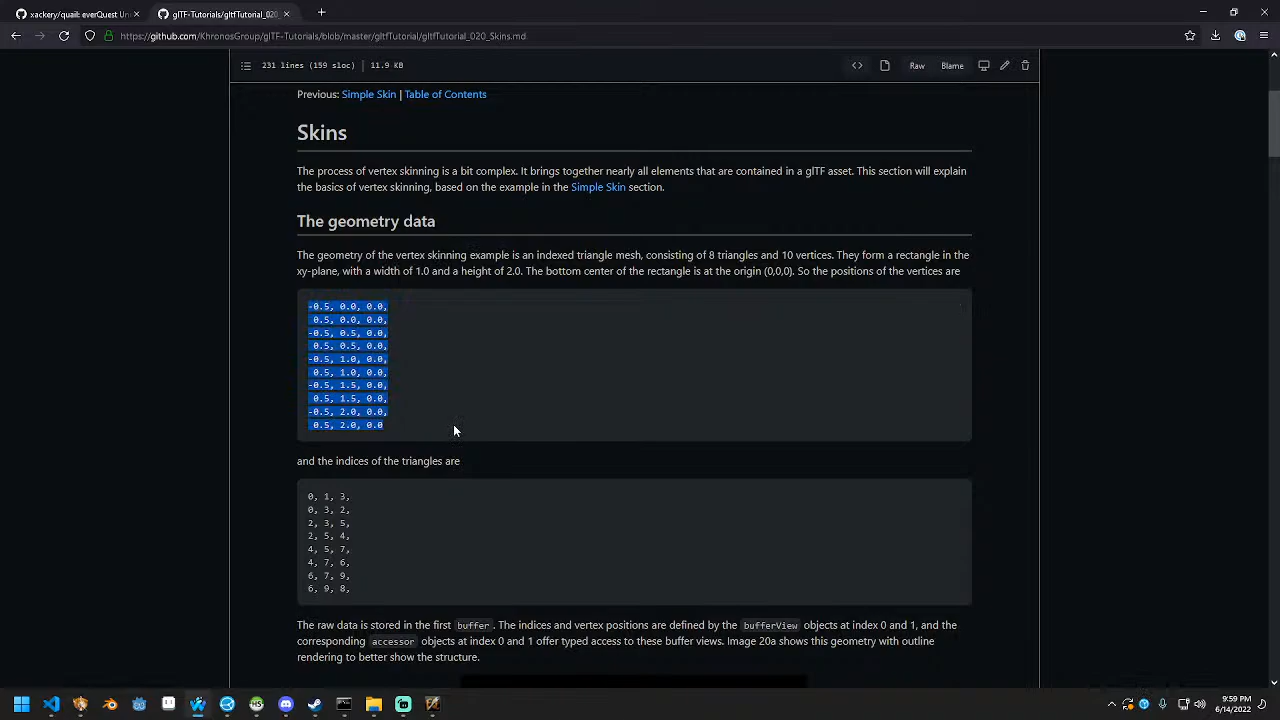 xackery/quail: everQuest Uni
glTF-Tutorials/gltfTutorial_020_
https://github.com/KhronosGroup/glTF-Tutorials/blob/master/gltfTutorial/gltfTutorial_020_Skins.md
231 lines (159 sloc) | 11.9 KB
Raw Blame
Previous: Simple Skin | Table of Contents
Skins
The process of vertex skinning is a bit complex. It brings together nearly all elements that are contained in a glTF asset. This section will explain
the basics of vertex skinning, based on the example in the Simple Skin section.
The geometry data
The geometry of the vertex skinning example is an indexed triangle mesh, consisting of 8 triangles and 10 vertices. They form a rectangle in the
xy-plane, with a width of 1.0 and a height of 2.0. The bottom center of the rectangle is at the origin (0,0,0). So the positions of the vertices are
-0.5, 0.0, 0.0,
0.5, 0.0, 0.0,
-0.5, 0.5, 0.0,
0.5, 0.5, 0.0,
-0.5, 1.0, 0.0,
0.5, 1.0, 0.0,
-0.5, 1.5, 0.0,
0.5, 1.5, 0.0,
-0.5, 2.0, 0.0,
0.5, 2.0, 0.0
and the indices of the triangles are
0, 1, 3,
0, 3, 2,
2, 3, 5,
2, 5, 4,
4, 5, 7,
4, 7, 6,
6, 7, 9,
6, 9, 8,
The raw data is stored in the first buffer. The indices and vertex positions are defined by the bufferView objects at index 0 and 1, and the
corresponding accessor objects at index 0 and 1 offer typed access to these buffer views. Image 20a shows this geometry with outline
rendering to better show the structure.
9:59 PM
6/14/2022